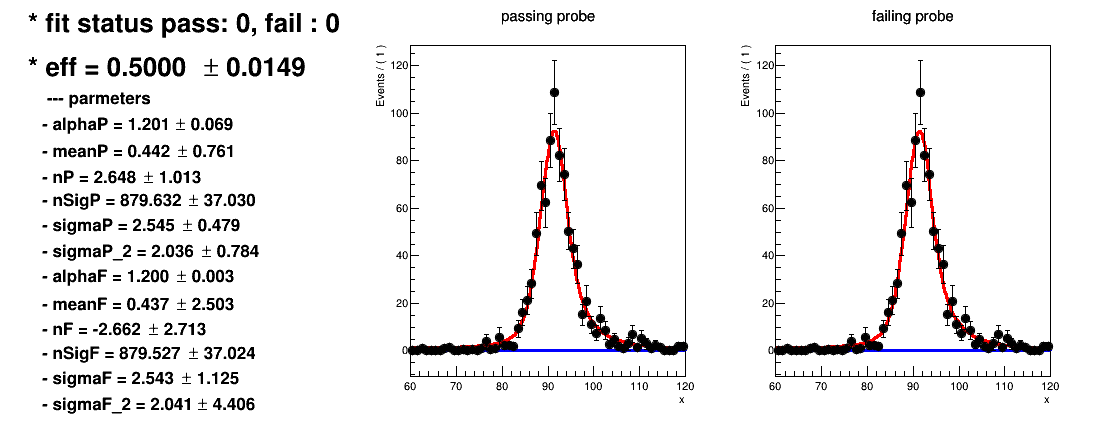 * fit status pass: 0, fail : 0
* eff = 0.5000 ± 0.0149
--- parmeters
- alphaP = 1.201 ± 0.069
- meanP = 0.442 ± 0.761
- nP = 2.648 ± 1.013
- nSigP = 879.632 ± 37.030
- sigmaP = 2.545 ± 0.479
- sigmaP_2 = 2.036 ± 0.784
- alphaF = 1.200 ± 0.003
- meanF = 0.437 ± 2.503
- nF = -2.662 ± 2.713
- nSigF = 879.527 ± 37.024
- sigmaF = 2.543 ± 1.125
- sigmaF_2 = 2.041 ± 4.406
passing probe
Events / ( 1 )
120
100
80
60
40
20
0
60 70 80 90 100 110 120
x
failing probe
Events / ( 1 )
120
100
80
60
40
20
0
60 70 80 90 100 110 120
x